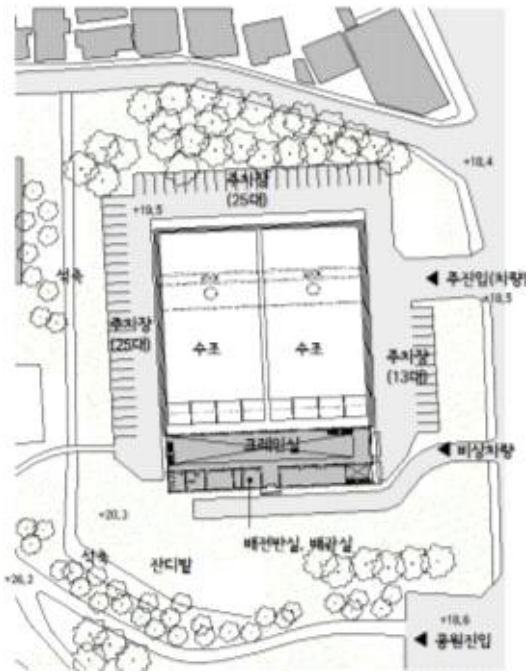 +18.4
주차장
(25대)
+19.5
주진입(차량
+18.5
석축
주차장
(25대)
수조
수조
주차장
(13대)
크레인실
비상차량
+20.3
배전반실, 배관실
석축
잔디밭
+26.2
+18.6
공원진입